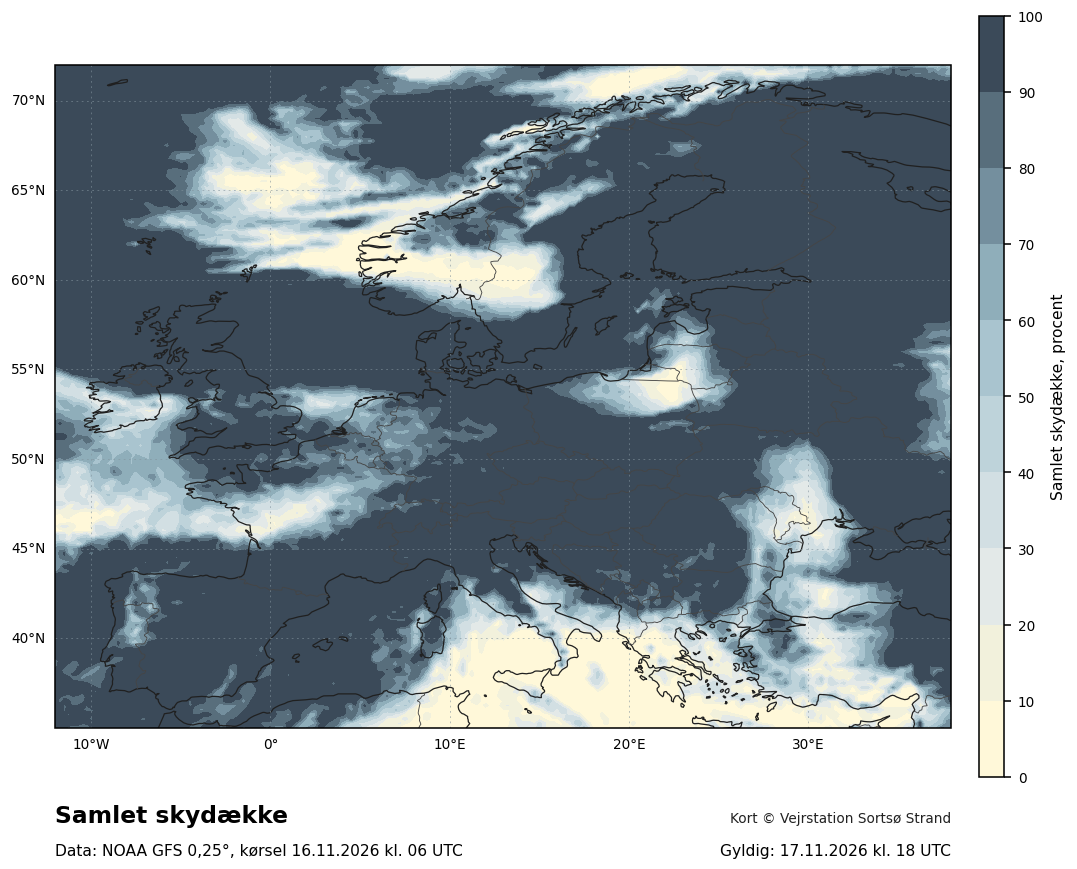 70°N
65°N
60°N
55°N
50°N
45°N
40°N
10°W
0°
10°E
20°E
30°E
100
90
80
70
60
50
40
30
20
10
0
Samlet skydække, procent
Samlet skydække
Kort © Vejrstation Sortsø Strand
Data: NOAA GFS 0,25°, kørsel 16.11.2026 kl. 06 UTC
Gyldig: 17.11.2026 kl. 18 UTC